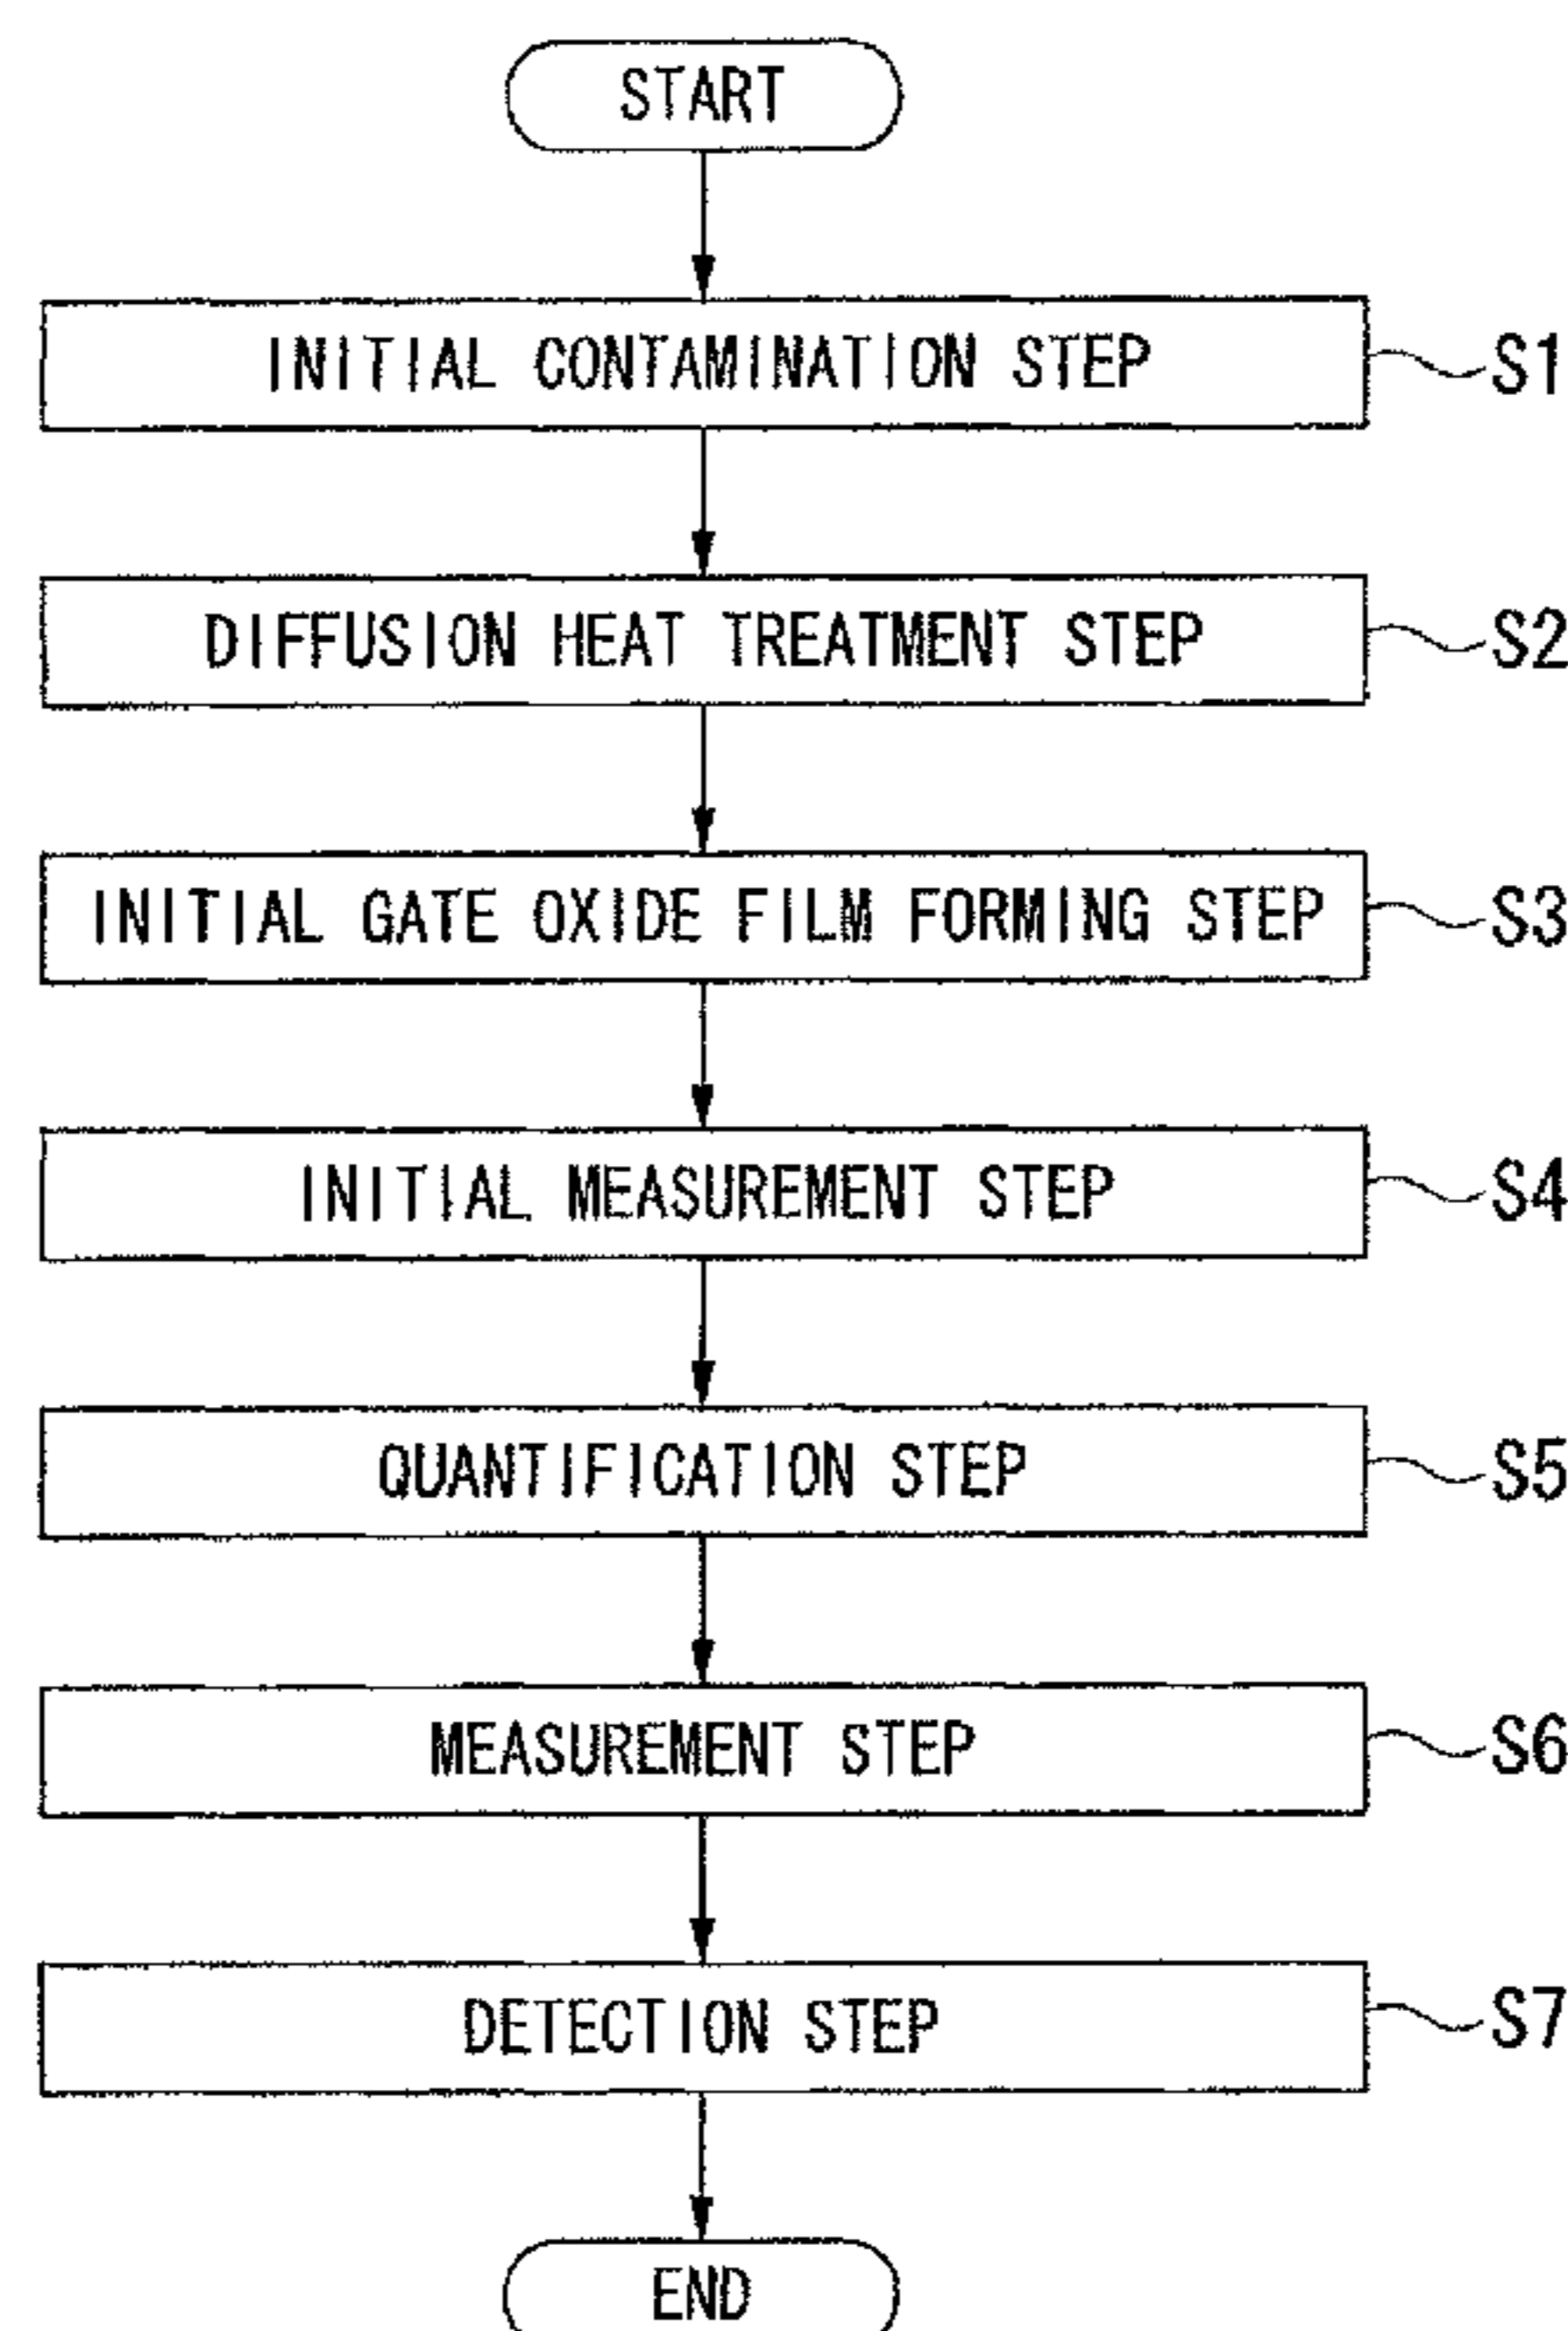 START
INITIAL CONTAMINATION STEP S1
DIFFUSION HEAT TREATMENT STEP S2
INITIAL GATE OXIDE FILM FORMING STEP S3
INITIAL MEASUREMENT STEP S4
QUANTIFICATION STEP S5
MEASUREMENT STEP S6
DETECTION STEP S7
END